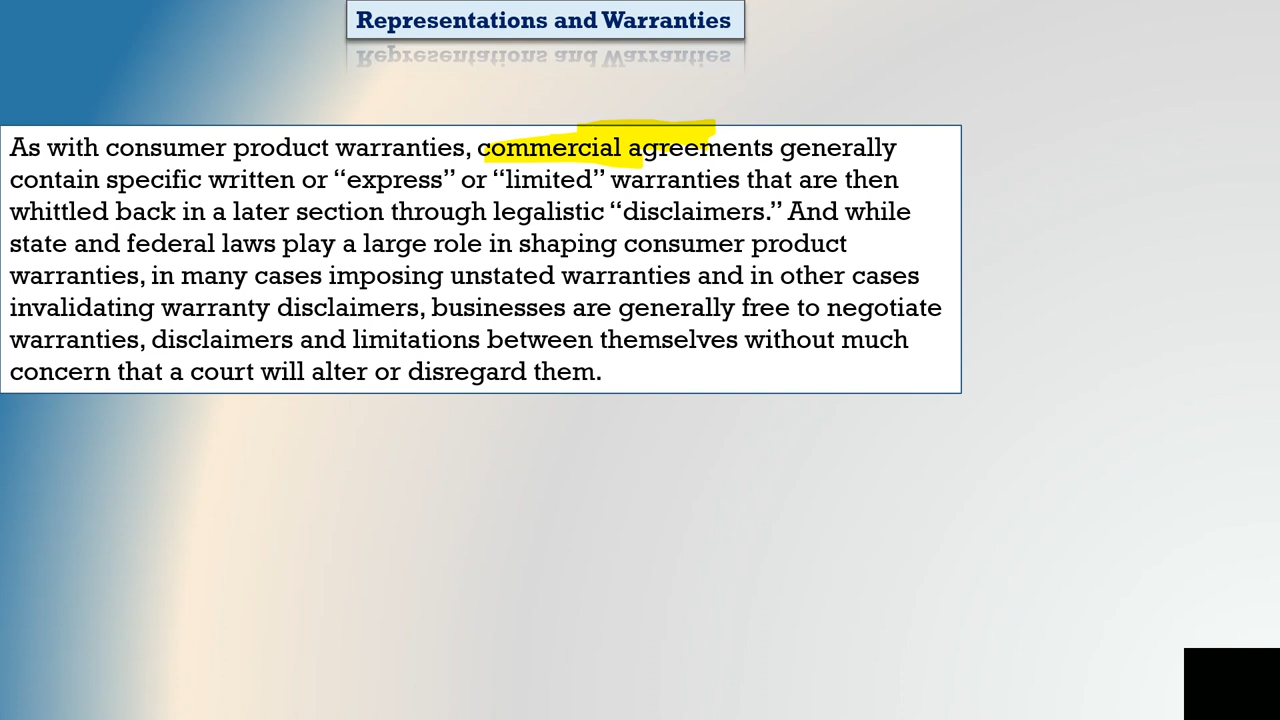 Representations and Warranties
As with consumer product warranties, commercial agreements generally
contain specific written or “express” or “limited” warranties that are then
whittled back in a later section through legalistic “disclaimers.” And while
state and federal laws play a large role in shaping consumer product
warranties, in many cases imposing unstated warranties and in other cases
invalidating warranty disclaimers, businesses are generally free to negotiate
warranties, disclaimers and limitations between themselves without much
concern that a court will alter or disregard them.